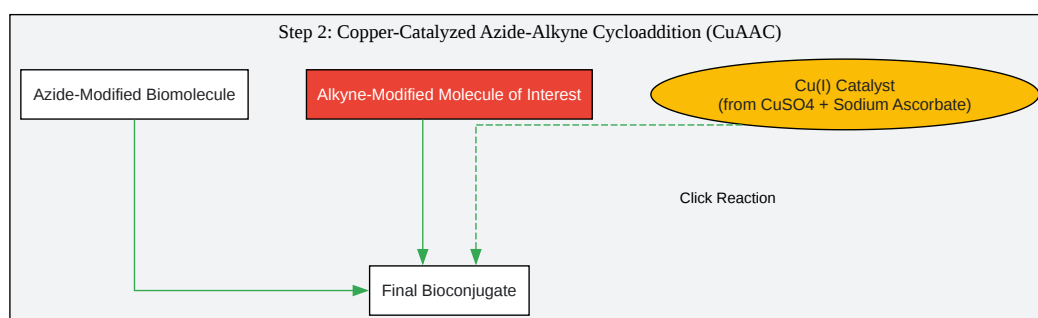 Step 2: Copper-Catalyzed Azide-Alkyne Cycloaddition (CuAAC)
Azide-Modified Biomolecule
Alkyne-Modified Molecule of Interest
Cu(I) Catalyst
(from CuSO4 + Sodium Ascorbate)
Click Reaction
Final Bioconjugate